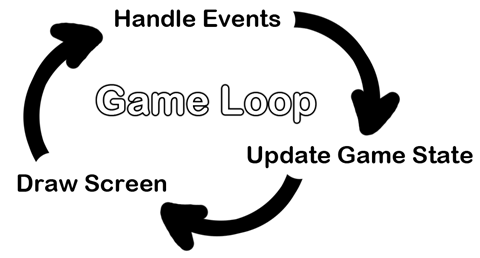 Handle Events
Game Loop
Update Game State
Draw Screen